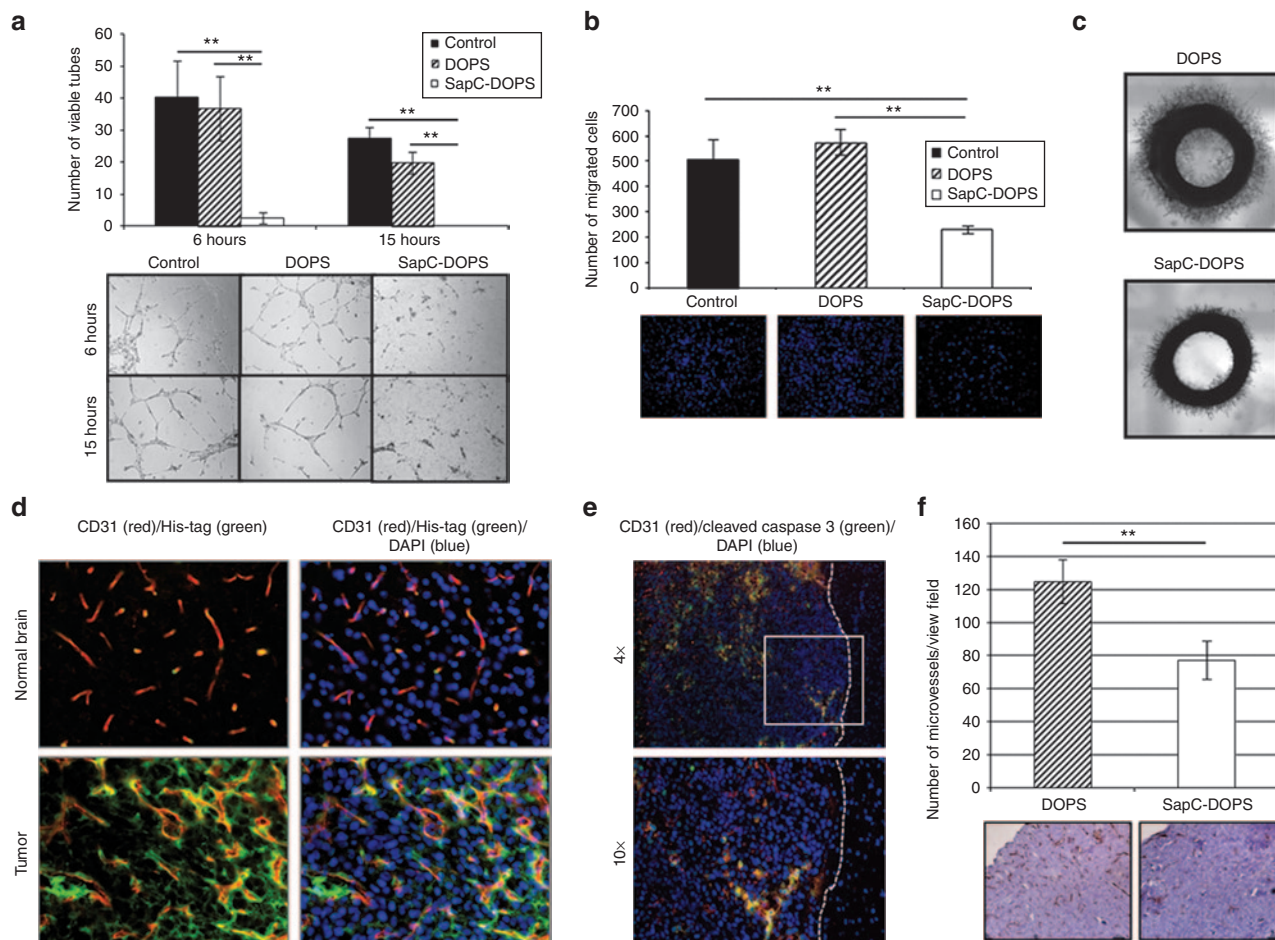 a
60
50
40
30
20
10
0
Number of viable tubes
**
**
**
**
Control
DOPS
SapC-DOPS
6 hours
15 hours
Control
DOPS
SapC-DOPS
6 hours
15 hours
b
700
600
500
400
300
200
100
0
Number of migrated cells
**
**
Control
DOPS
SapC-DOPS
Control
DOPS
SapC-DOPS
c
DOPS
SapC-DOPS
d
CD31 (red)/His-tag (green)
CD31 (red)/His-tag (green)/
DAPI (blue)
Normal brain
Tumor
e
CD31 (red)/cleaved caspase 3 (green)/
DAPI (blue)
4×
10×
f
160
140
120
100
80
60
40
20
0
Number of microvessels/view field
**
DOPS
SapC-DOPS